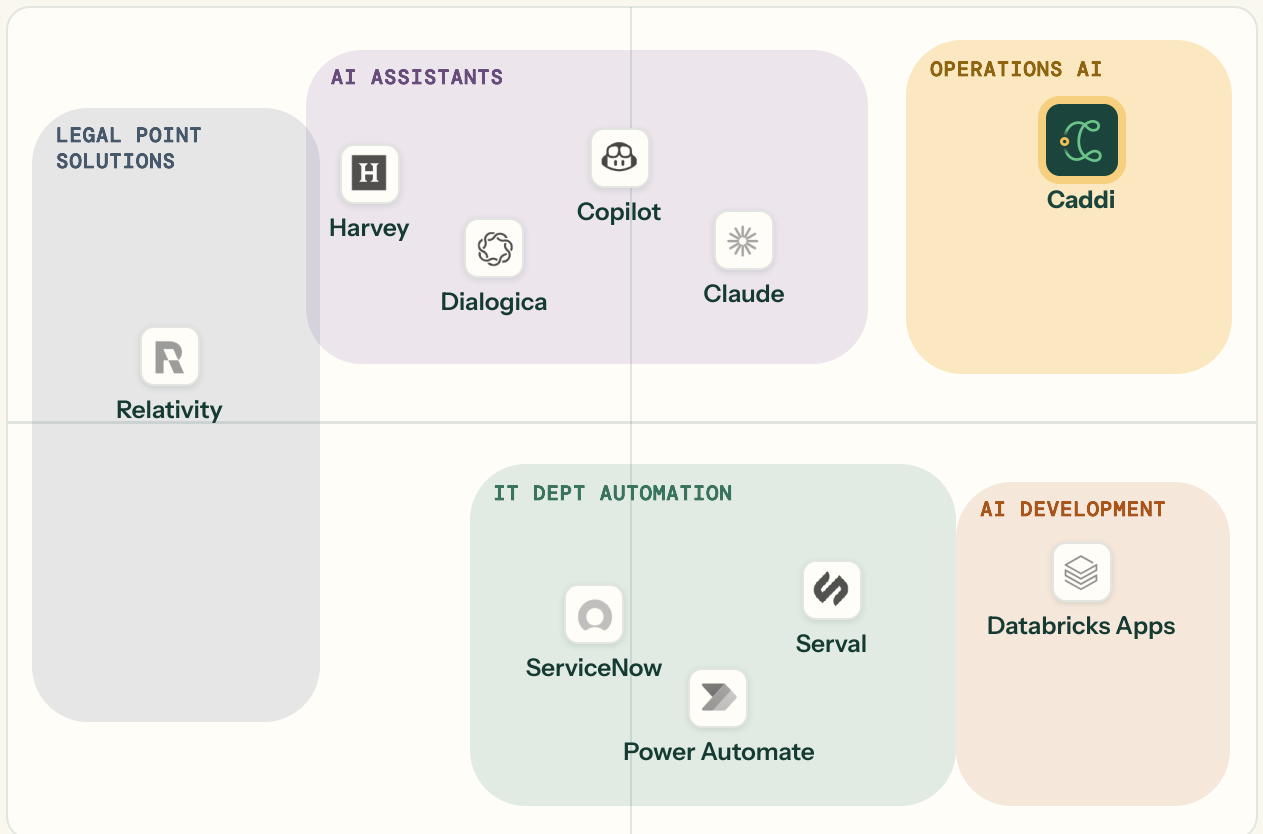 AI ASSISTANTS
OPERATIONS AI
LEGAL POINT
SOLUTIONS
H
Harvey
Copilot
Caddi
Dialogica
Claude
R
Relativity
IT DEPT AUTOMATION
AI DEVELOPMENT
ServiceNow
Serval
Databricks Apps
Power Automate